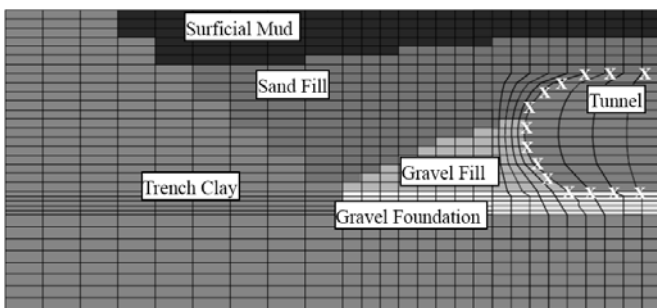 Surficial Mud
Sand Fill
Tunnel
Gravel Fill
Trench Clay
Gravel Foundation
X
X
X
X
X
X
X
X
X
X
X
X
X
X